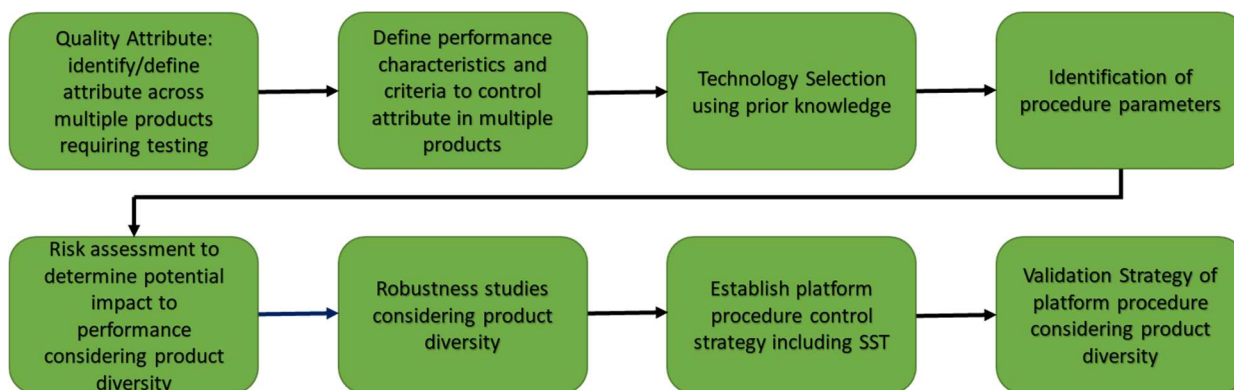 Quality Attribute:
identify/define
attribute across
multiple products
requiring testing
Define performance
characteristics and
criteria to control
attribute in multiple
products
Technology Selection
using prior knowledge
Identification of
procedure parameters
Risk assessment to
determine potential
impact to
performance
considering product
diversity
Robustness studies
considering product
diversity
Establish platform
procedure control
strategy including SST
Validation Strategy of
platform procedure
considering product
diversity